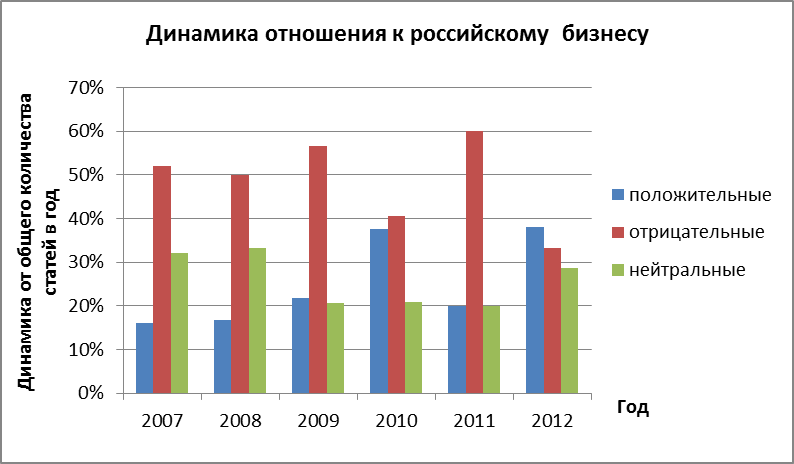 Динамика отношения к российскому бизнесу
Динамика от общего количества
статей в год
70%
60%
50%
40%
30%
20%
10%
0%
2007 2008 2009 2010 2011 2012
Год
положительные
отрицательные
нейтральные